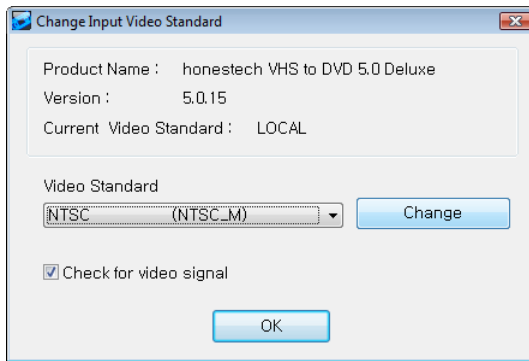 Change Input Video Standard
Product Name : honestech VHS to DVD 5.0 Deluxe
Version : 5.0.15
Current Video Standard : LOCAL
Video Standard
NTSC (NTSC_M)
Change
Check for video signal
OK